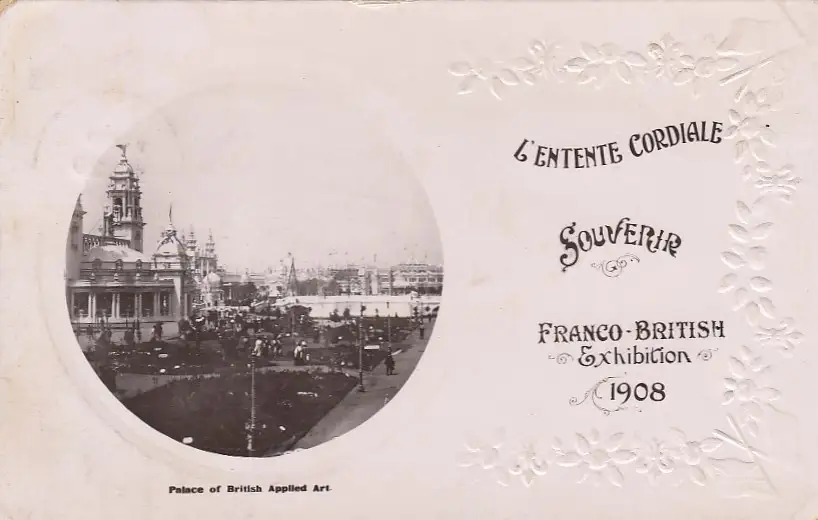 L'ENTENTE CORDIALE
SOUVENIR
FRANCO-BRITISH
Exhibition
1908
Palace of British Applied Art.